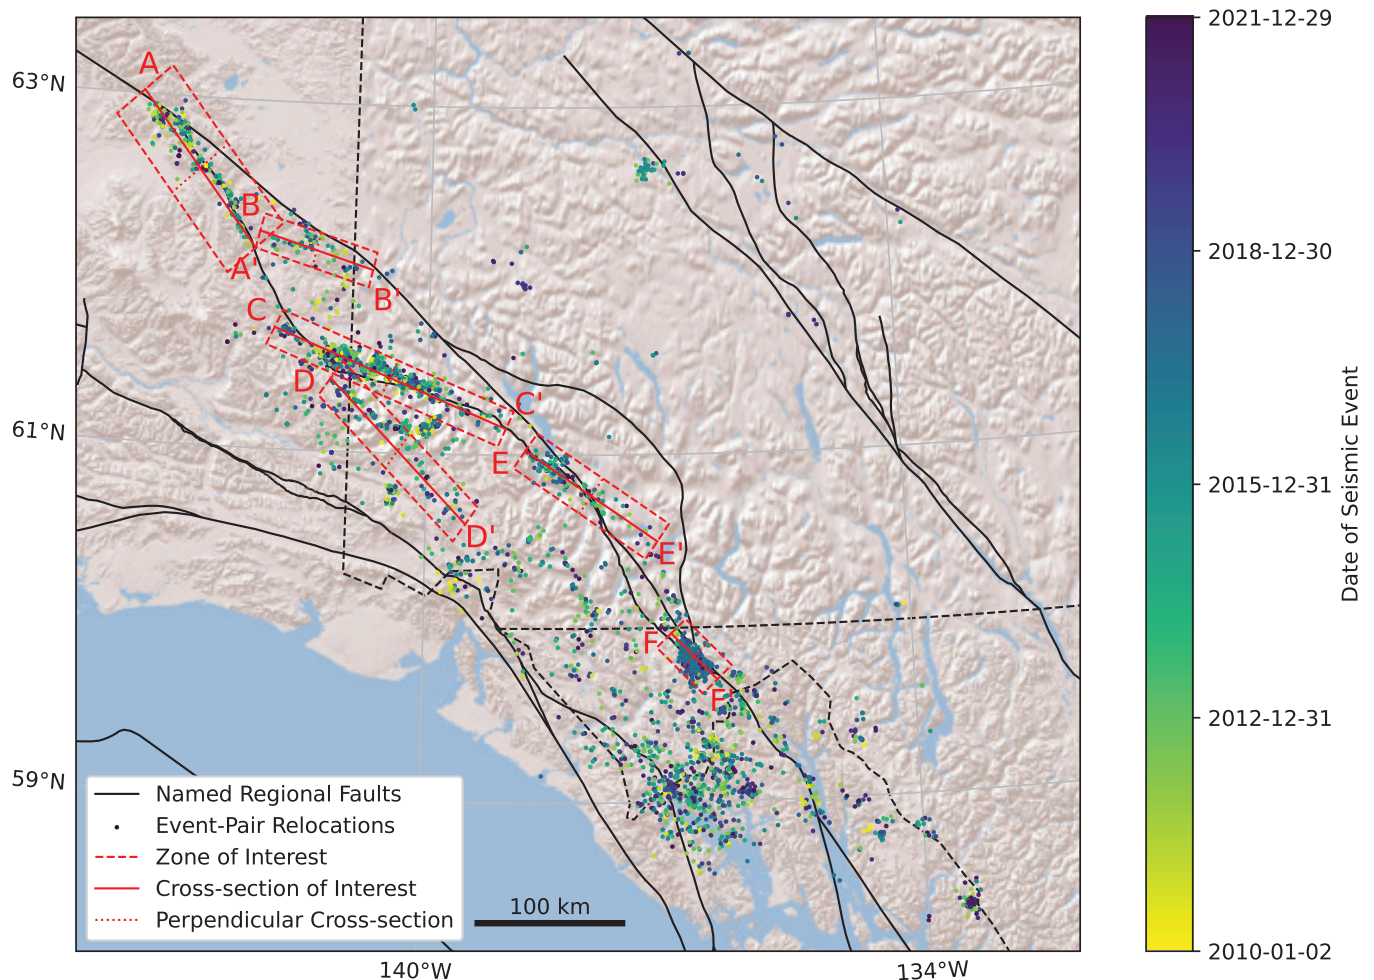 63°N
61°N
59°N
140°W
134°W
A
A'
B
B'
C
C'
D
D'
E
E'
F
F'
Named Regional Faults
Event-Pair Relocations
Zone of Interest
Cross-section of Interest
Perpendicular Cross-section
100 km
2021-12-29
2018-12-30
2015-12-31
2012-12-31
2010-01-02
Date of Seismic Event